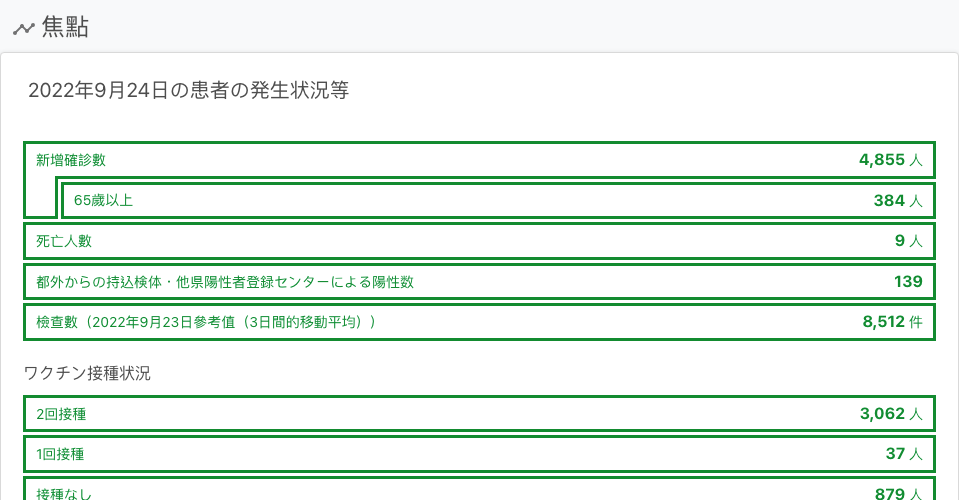 焦點
2022年9月24日の患者の発生状況等
新增確診數 4,855 人
65歲以上 384 人
死亡人數 9 人
都外からの持込検体・他県陽性者登録センターによる陽性数 139
檢查數（2022年9月23日參考值（3日間的移動平均）） 8,512 件
ワクチン接種状況
2回接種 3,062 人
1回接種 37 人
接種なし 879 人